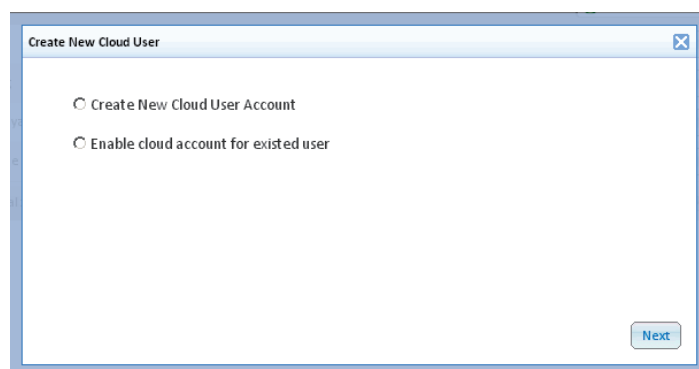 Create New Cloud User
Create New Cloud User Account
Enable cloud account for existed user
Next